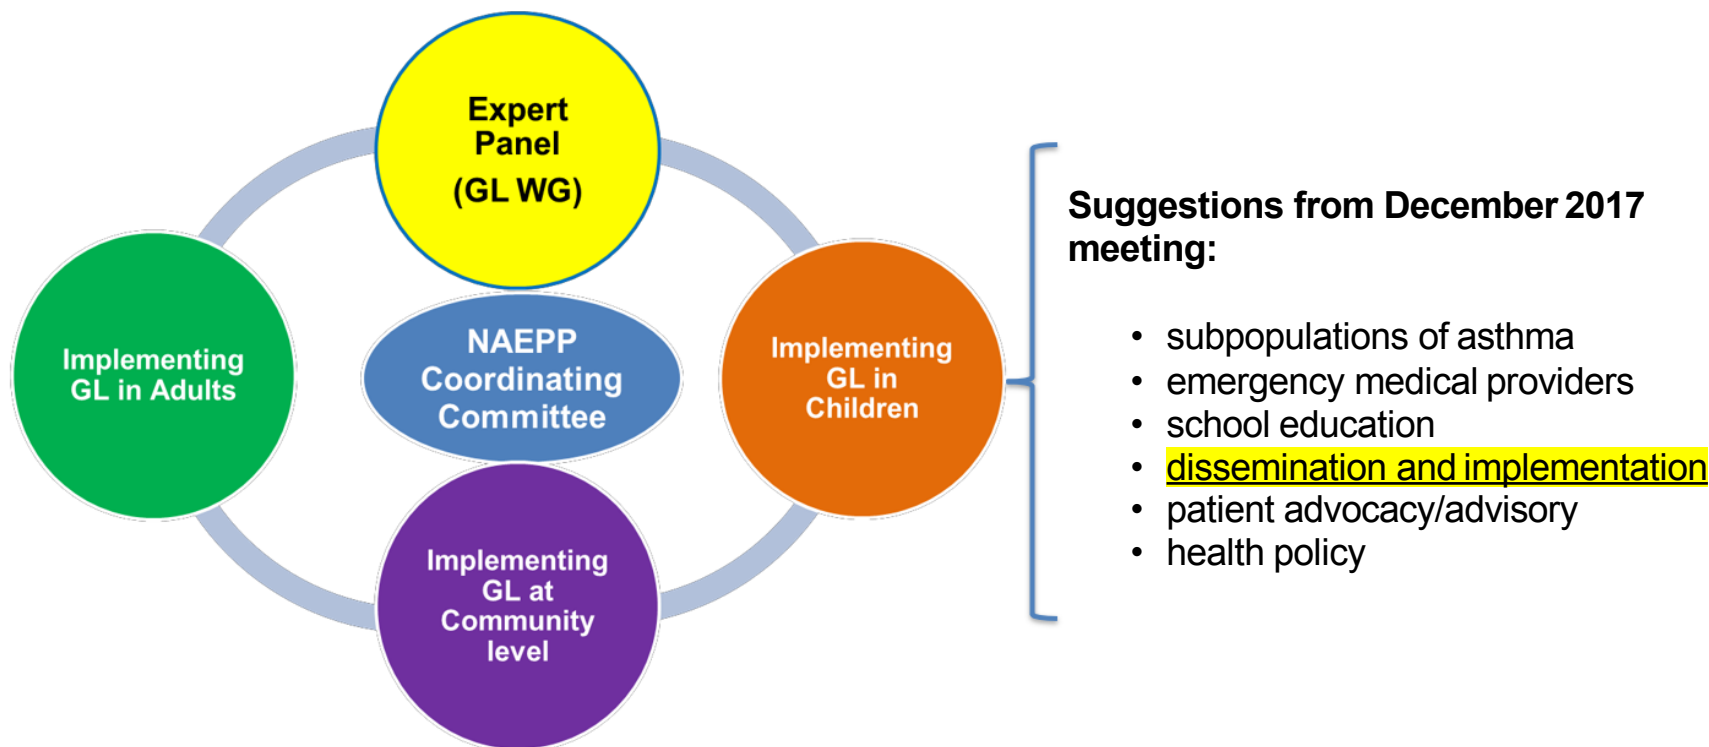 Expert
Panel
(GL WG)
Implementing
GL in Adults
NAEPP
Coordinating
Committee
Implementing
GL in
Children
Implementing
GL at
Community
level
Suggestions from December 2017
meeting:
• subpopulations of asthma
• emergency medical providers
• school education
• dissemination and implementation
• patient advocacy/advisory
• health policy